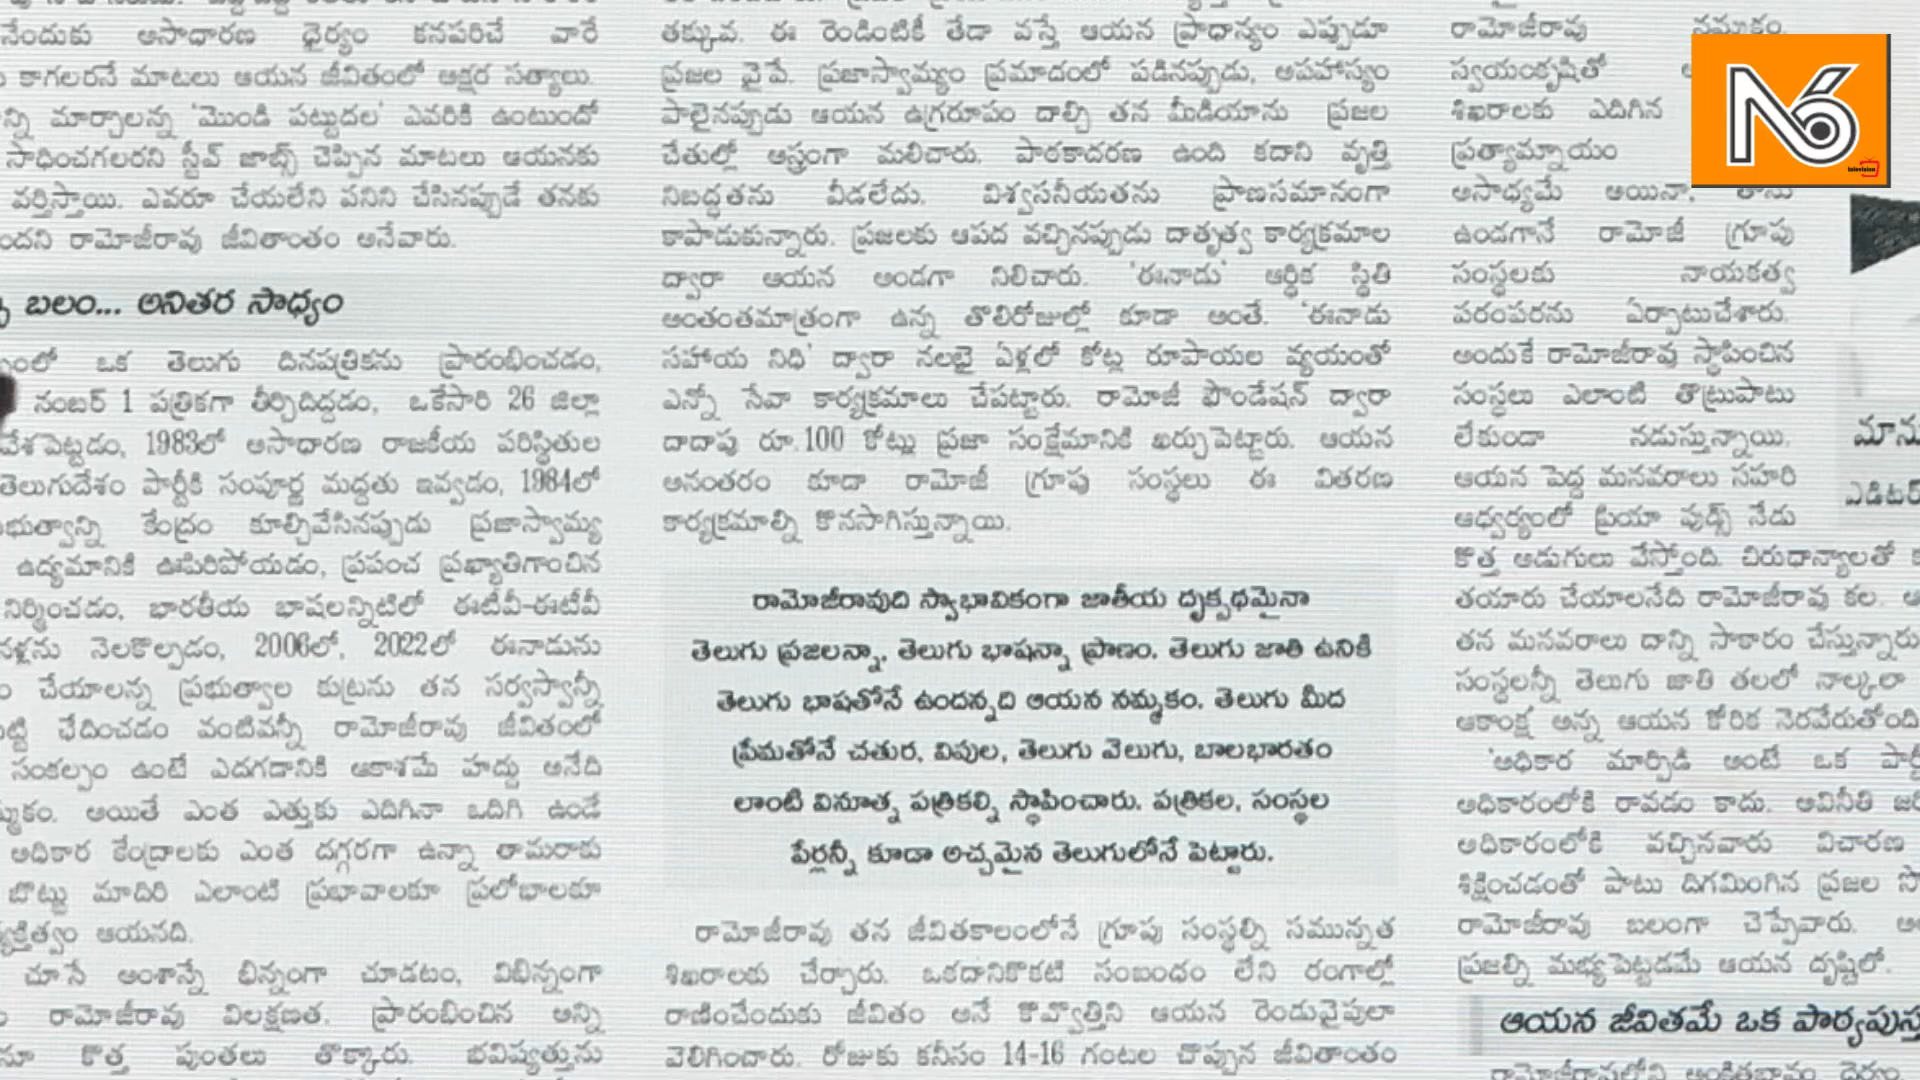 నేందుకు అసాధారణ ధైర్యం కనపరిచే వారే
కాగలరనే మాటలు ఆయన జీవితంలో అక్షర సత్యాలు.
మార్చాలన్న 'మొండి పట్టుదల' ఎవరికి ఉంటుందో
సాధించగలరని స్టీవ్ జాబ్స్ చెప్పిన మాటలు ఆయనకు
వర్తిస్తాయి. ఎవరూ చేయలేని పనిని చేసినప్పుడే తనకు
రామోజీరావు జీవితాంతం అనేవారు.
బలం... అనితర సాధ్యం
ఒక తెలుగు దినపత్రికను ప్రారంభించడం,
నంబర్ 1 పత్రికగా తీర్చిదిద్దడం, ఒకేసారి 26 జిల్లా
1983లో అసాధారణ రాజకీయ పరిస్థితుల
తెలుగుదేశం పార్టీకి సంపూర్ణ మద్దతు ఇవ్వడం, 1984లో
కేంద్రం కూల్చివేసినప్పుడు ప్రజాస్వామ్య
ఉద్యమానికి ఊపిరిపోయడం, ప్రపంచ ప్రఖ్యాతిగాంచిన
నిర్మించడం, భారతీయ భాషలన్నిటిలో ఈటీవీ-ఈటీవీ
నెలకొల్పడం, 2006లో, 2022లో ఈనాడును
చేయాలన్న ప్రభుత్వాల కుట్రను తన సర్వస్వాన్నీ
ఛేదించడం వంటివన్నీ రామోజీరావు జీవితంలో
సంకల్పం ఉంటే ఎదగడానికి ఆకాశమే హద్దు అనేది
అయితే ఎంత ఎత్తుకు ఎదిగినా ఒదిగి ఉండే
అధికార కేంద్రాలకు ఎంత దగ్గరగా ఉన్నా తామరాకు
బొట్టు మాదిరి ఎలాంటి ప్రభావాలకూ ప్రలోభాలకూ
ఆయనది.
చూసే అంశాన్నే భిన్నంగా చూడటం, విభిన్నంగా
రామోజీరావు విలక్షణత. ప్రారంభించిన అన్ని
కొత్త పుంతలు తొక్కారు. భవిష్యత్తును
తక్కువ. ఈ రెండింటికీ తేడా వస్తే ఆయన ప్రాధాన్యం ఎప్పుడూ
ప్రజల వైపే. ప్రజాస్వామ్యం ప్రమాదంలో పడినప్పుడు, అపహాస్యం
పాలైనప్పుడు ఆయన ఉగ్రరూపం దాల్చి తన మీడియాను ప్రజల
చేతుల్లో అస్త్రంగా మలిచారు. పాఠకాదరణ ఉంది కదాని వృత్తి
నిబద్ధతను వీడలేదు. విశ్వసనీయతను ప్రాణసమానంగా
కాపాడుకున్నారు. ప్రజలకు ఆపద వచ్చినప్పుడు దాతృత్వ కార్యక్రమాల
ద్వారా ఆయన అండగా నిలిచారు. 'ఈనాడు' ఆర్థిక స్థితి
అంతంతమాత్రంగా ఉన్న తొలిరోజుల్లో కూడా అంతే. 'ఈనాడు
సహాయ నిధి' ద్వారా నలభై ఏళ్లలో కోట్ల రూపాయల వ్యయంతో
ఎన్నో సేవా కార్యక్రమాలు చేపట్టారు. రామోజీ ఫౌండేషన్ ద్వారా
దాదాపు రూ.100 కోట్లు ప్రజా సంక్షేమానికి ఖర్చుపెట్టారు. ఆయన
అనంతరం కూడా రామోజీ గ్రూపు సంస్థలు ఈ వితరణ
కార్యక్రమాల్ని కొనసాగిస్తున్నాయి.
రామోజీరావుది స్వాభావికంగా జాతీయ దృక్పథమైనా
తెలుగు ప్రజలన్నా, తెలుగు భాషన్నా ప్రాణం. తెలుగు జాతి ఉనికి
తెలుగు భాషతోనే ఉందన్నది ఆయన నమ్మకం. తెలుగు మీద
ప్రేమతోనే చతుర, విపుల, తెలుగు వెలుగు, బాలభారతం
లాంటి వినూత్న పత్రికల్ని స్థాపించారు. పత్రికల, సంస్థల
పేర్లన్నీ కూడా అచ్చమైన తెలుగులోనే పెట్టారు.
రామోజీరావు తన జీవితకాలంలోనే గ్రూపు సంస్థల్ని సమున్నత
శిఖరాలకు చేర్చారు. ఒకదానికొకటి సంబంధం లేని రంగాల్లో
రాణించేందుకు జీవితం అనే కొవ్వొత్తిని ఆయన రెండువైపులా
వెలిగించారు. రోజుకు కనీసం 14-16 గంటల చొప్పున జీవితాంతం
రామోజీరావు నమ్మకం.
స్వయంకృషితో
శిఖరాలకు ఎదిగిన
ప్రత్యామ్నాయం
అసాధ్యమే అయినా, తాను
ఉండగానే రామోజీ గ్రూపు
సంస్థలకు నాయకత్వ
పరంపరను ఏర్పాటుచేశారు.
అందుకే రామోజీరావు స్థాపించిన
సంస్థలు ఎలాంటి తొట్రుపాటు
లేకుండా నడుస్తున్నాయి.
ఆయన పెద్ద మనవరాలు సహరి
ఆధ్వర్యంలో ప్రియా ఫుడ్స్ నేడు
కొత్త అడుగులు వేస్తోంది. చిరుధాన్యాలతో
తయారు చేయాలనేది రామోజీరావు కల.
తన మనవరాలు దాన్ని సాకారం చేస్తున్నారు
సంస్థలన్నీ తెలుగు జాతి తలలో నాల్కలా
ఆకాంక్ష అన్న ఆయన కోరిక నెరవేరుతోంది
'అధికార మార్పిడి అంటే ఒక
అధికారంలోకి రావడం కాదు. అవినీతి
అధికారంలోకి వచ్చినవారు విచారణ
శిక్షించడంతో పాటు దిగమింగిన ప్రజల
రామోజీరావు బలంగా చెప్పేవారు.
ప్రజల్ని మభ్యపెట్టడమే ఆయన దృష్టిలో.
ఆయన జీవితమే ఒక
ఎడిటర్
N6
television